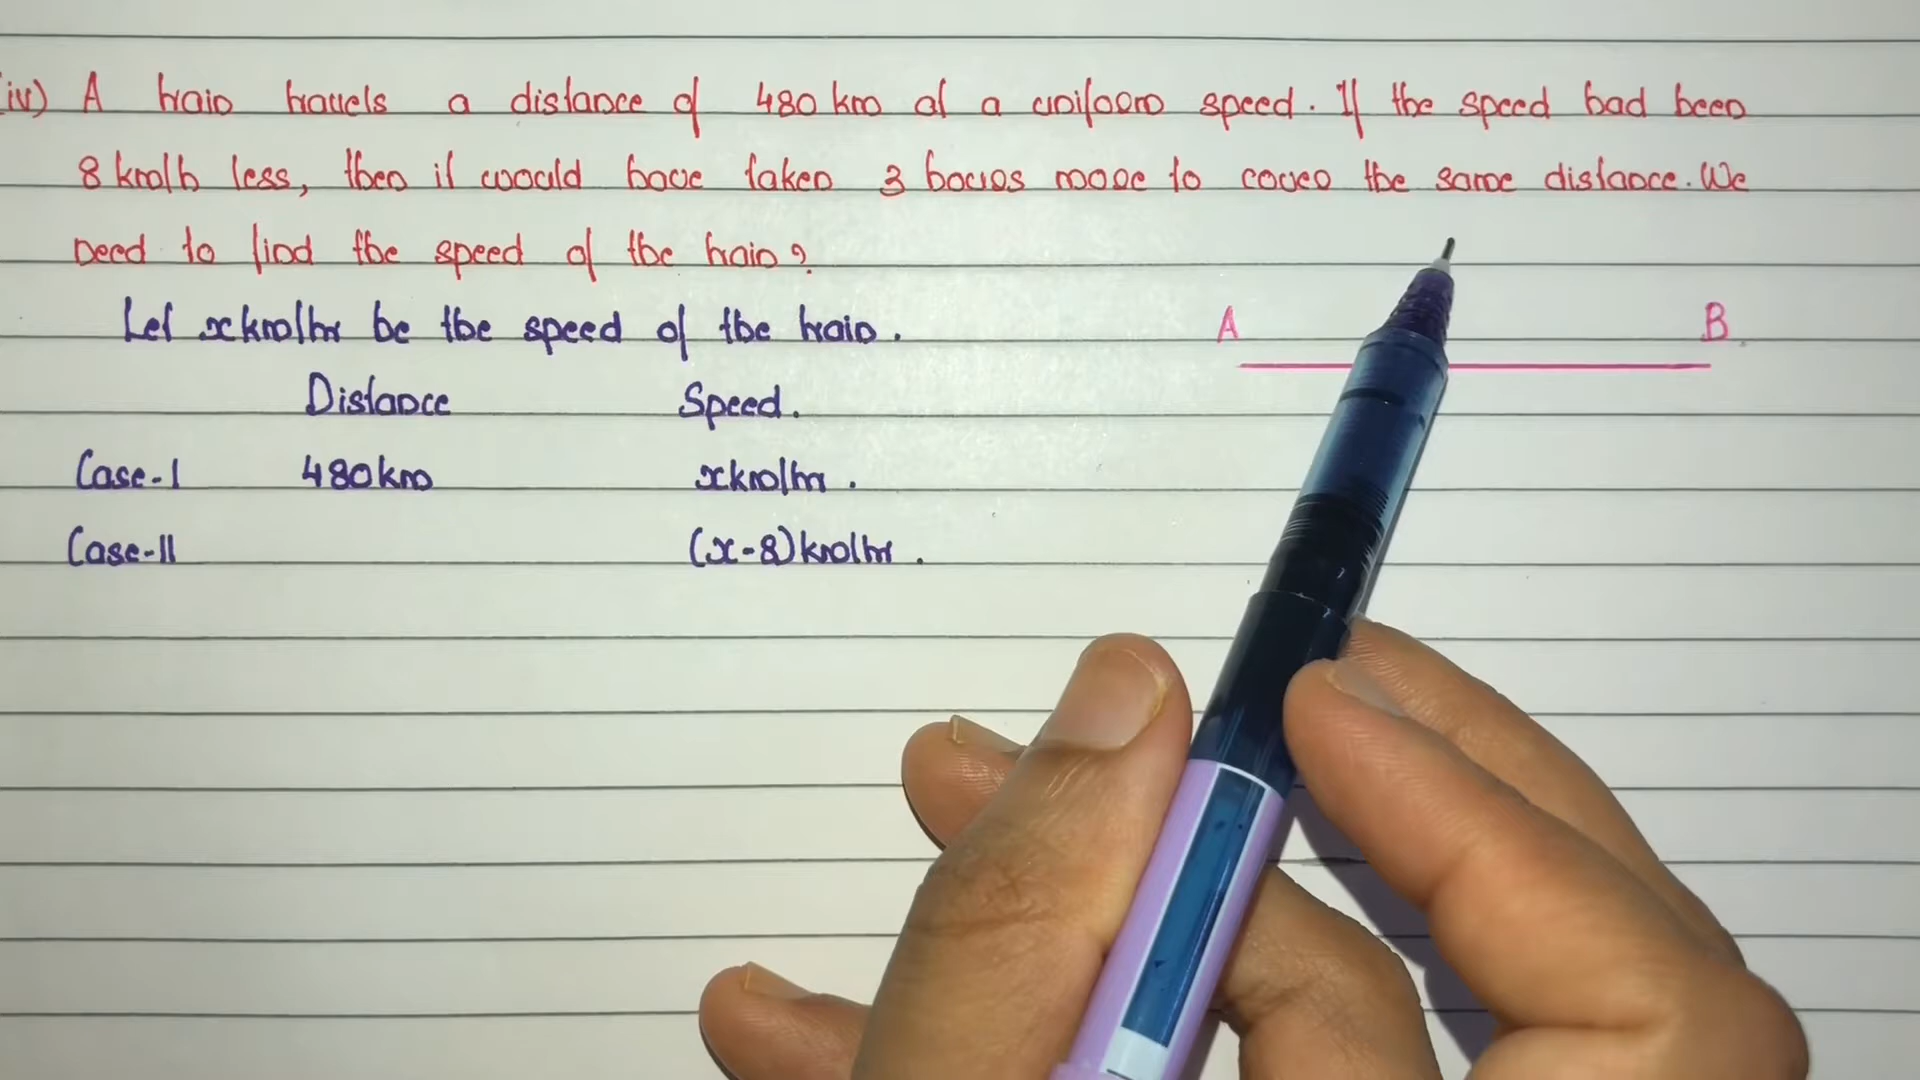 iv) A train travels a distance of 480 km at a uniform speed. If the speed had been
8 km/h less, then it would have taken 3 hours more to cover the same distance. We
need to find the speed of the train?
Let x km/hr be the speed of the train.
A B
Distance Speed.
Case-I 480 km x km/hr.
Case-II (x-8) km/hr.